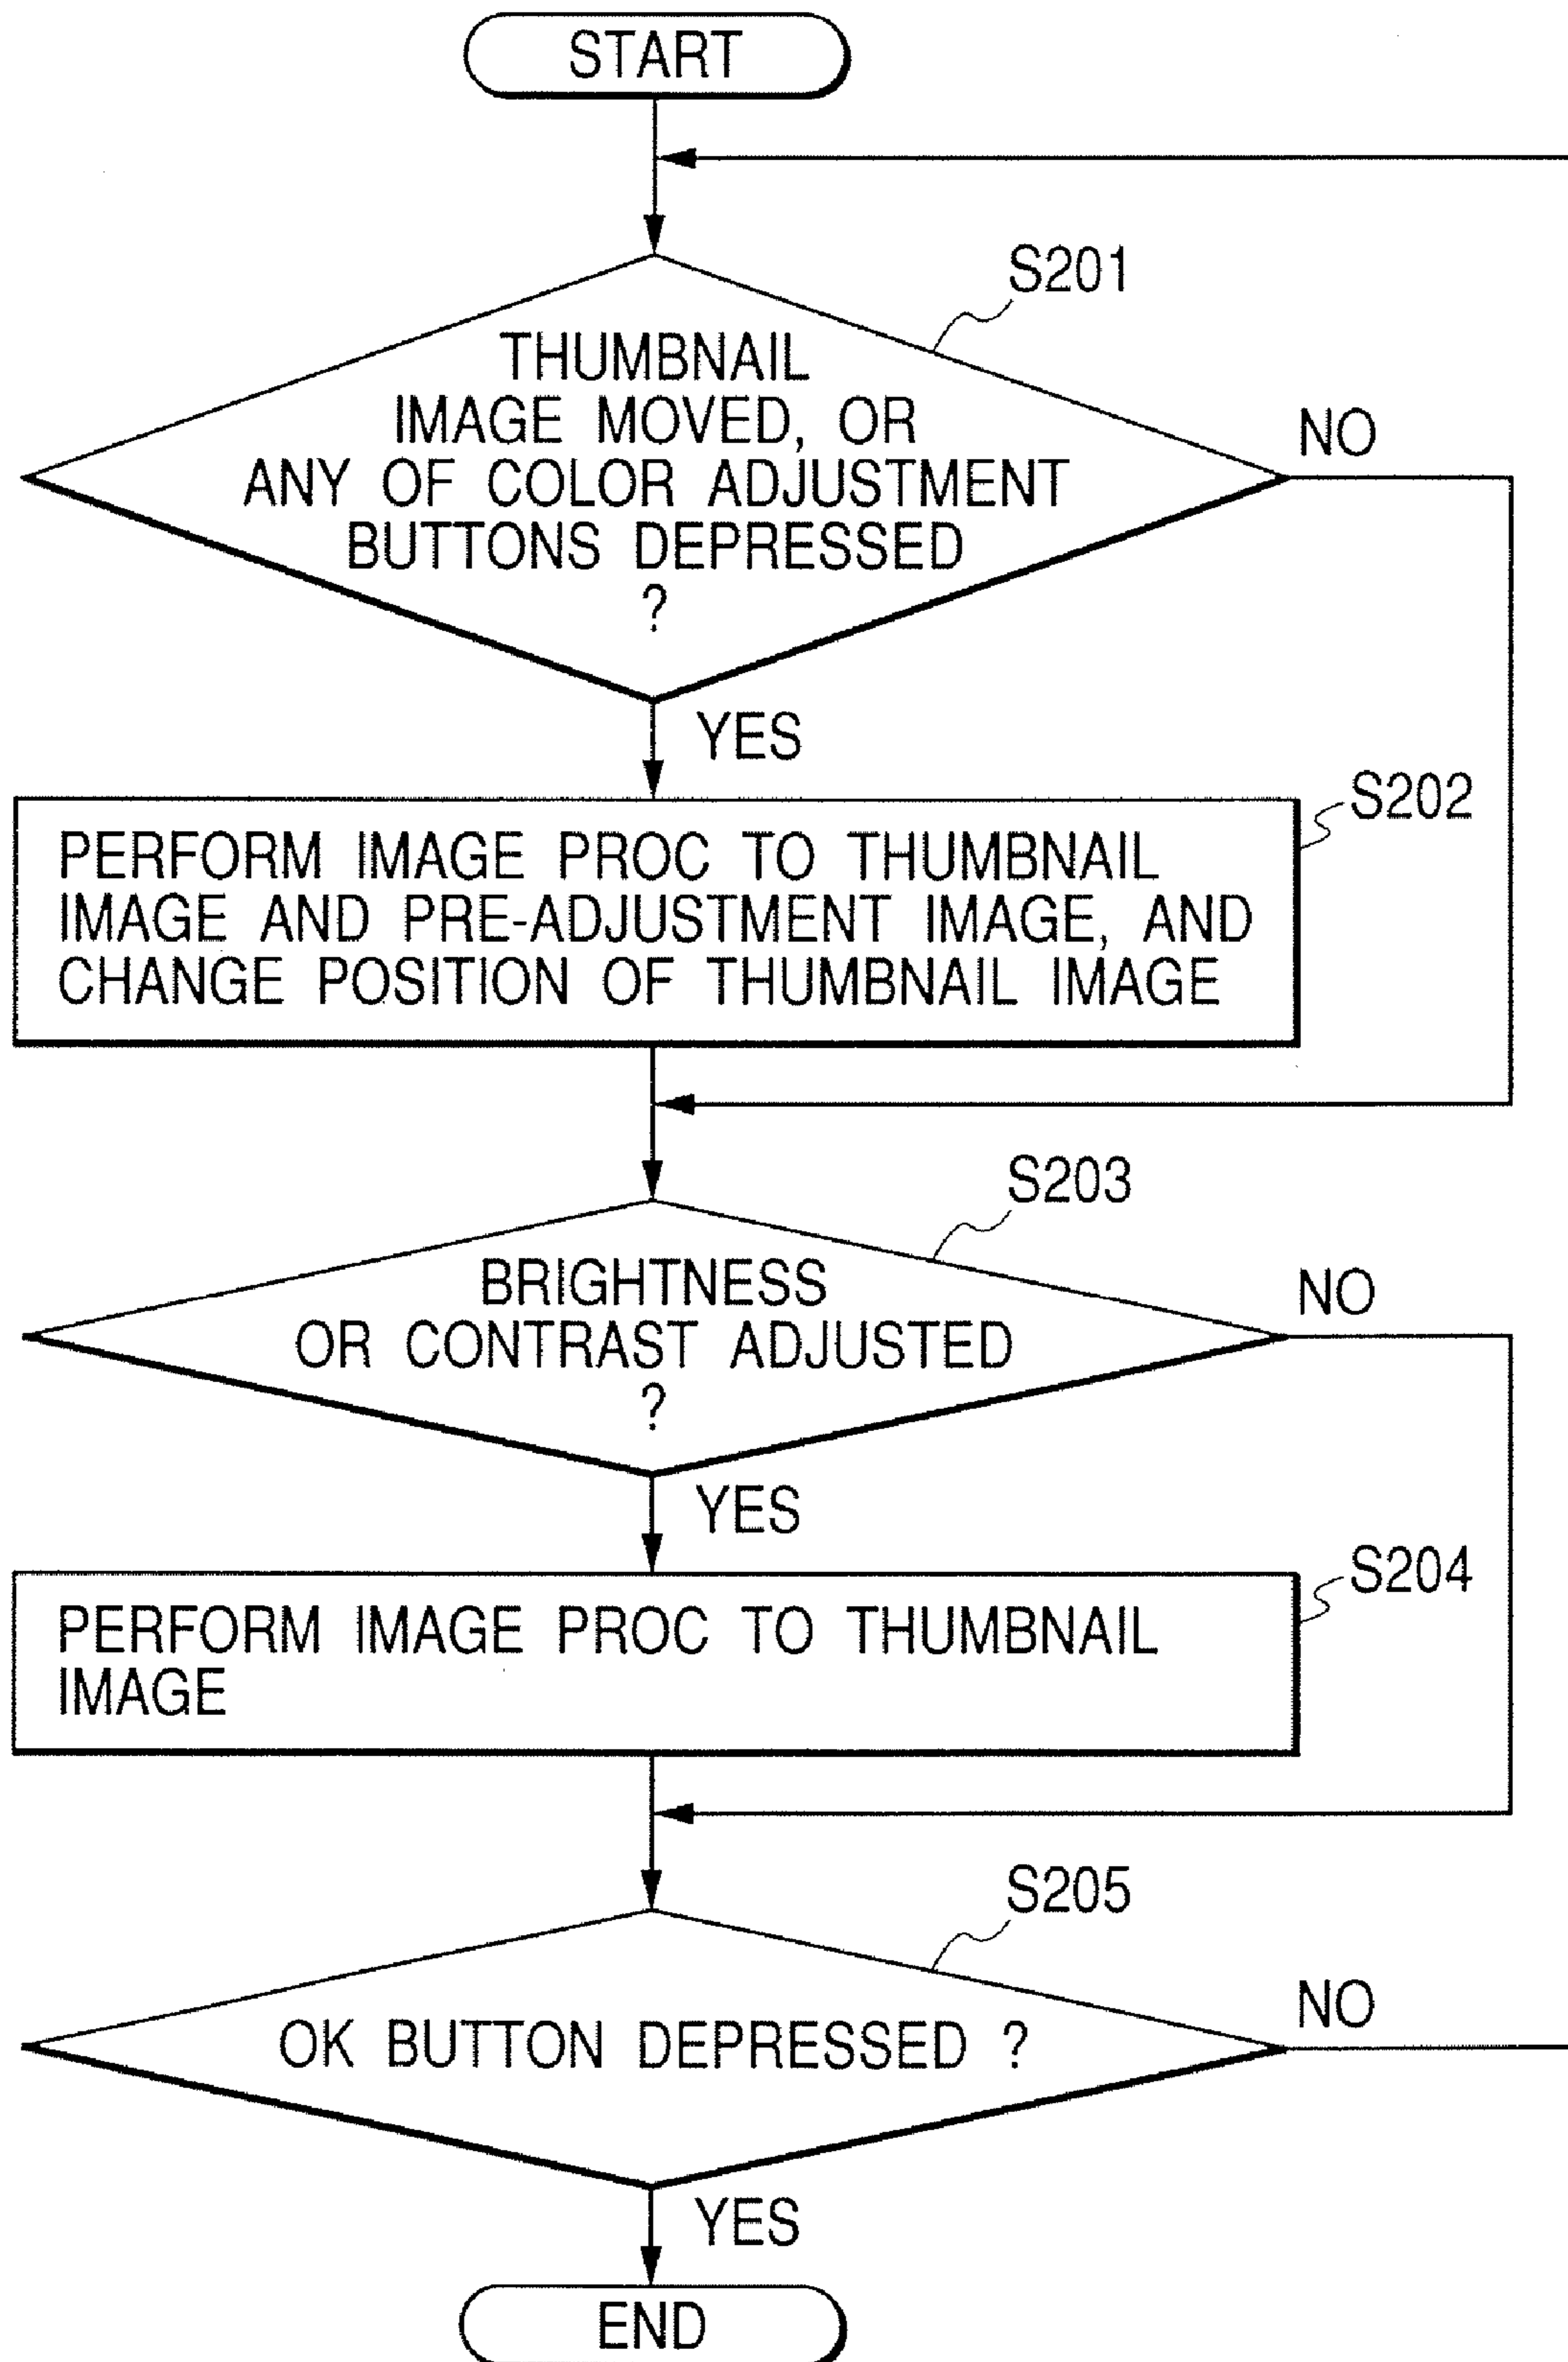 START
S201
THUMBNAIL
IMAGE MOVED, OR
ANY OF COLOR ADJUSTMENT
BUTTONS DEPRESSED
?
NO
YES
S202
PERFORM IMAGE PROC TO THUMBNAIL
IMAGE AND PRE-ADJUSTMENT IMAGE, AND
CHANGE POSITION OF THUMBNAIL IMAGE
S203
BRIGHTNESS
OR CONTRAST ADJUSTED
?
NO
YES
S204
PERFORM IMAGE PROC TO THUMBNAIL
IMAGE
S205
OK BUTTON DEPRESSED ?
NO
YES
END